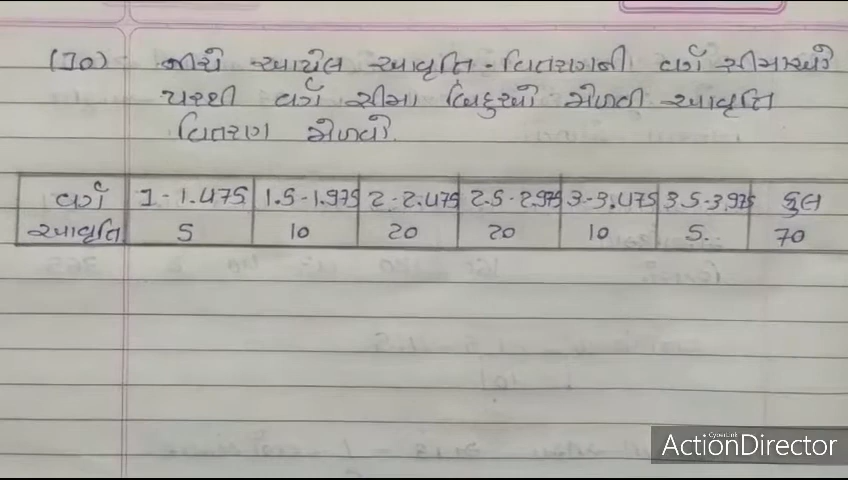 (10) નીચે આપેલ આવૃત્તિ-વિતરણની વર્ગ સીમાઓ
પરથી વર્ગ સીમા બિંદુઓ મેળવી આવૃત્તિ
વિતરણ મેળવો.
વર્ગ 1-1.475 1.5-1.975 2-2.475 2.5-2.975 3-3.475 3.5-3.975 કુલ
આવૃત્તિ 5 10 20 20 10 5. 70
CyberLink
ActionDirector